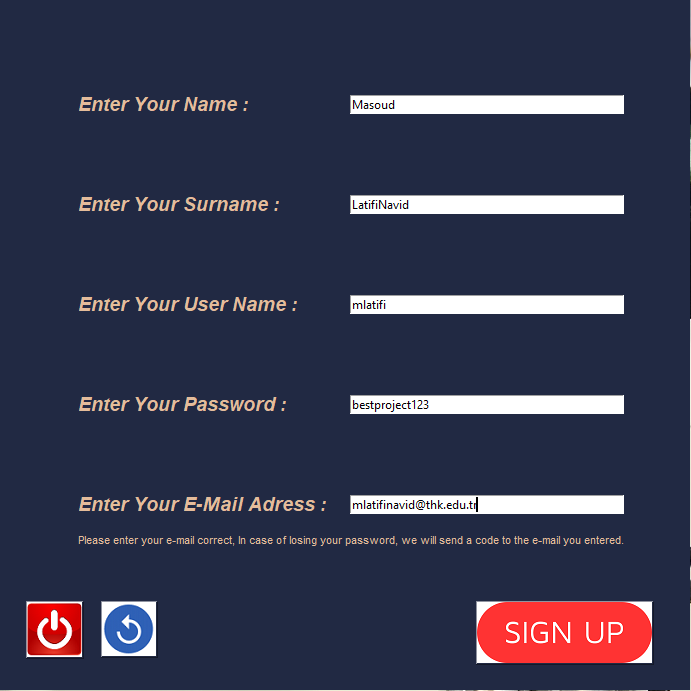 Enter Your Name :
Masoud
Enter Your Surname :
LatifiNavid
Enter Your User Name :
mlatifi
Enter Your Password :
bestproject123
Enter Your E-Mail Adress :
mlatifinavid@thk.edu.tr
Please enter your e-mail correct, In case of losing your password, we will send a code to the e-mail you entered.
SIGN UP